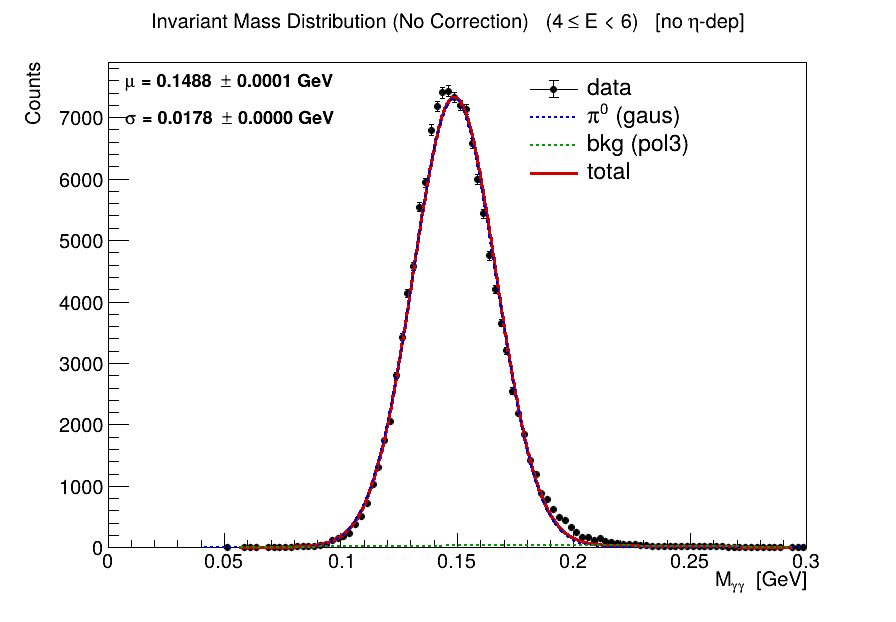 Invariant Mass Distribution (No Correction) (4 ≤ E < 6) [no η-dep]
Counts
μ = 0.1488 ± 0.0001 GeV
σ = 0.0178 ± 0.0000 GeV
data
π⁰ (gaus)
bkg (pol3)
total
7000
6000
5000
4000
3000
2000
1000
0
0 0.1 0.15 0.2 0.25 0.3
M_γγ [GeV]